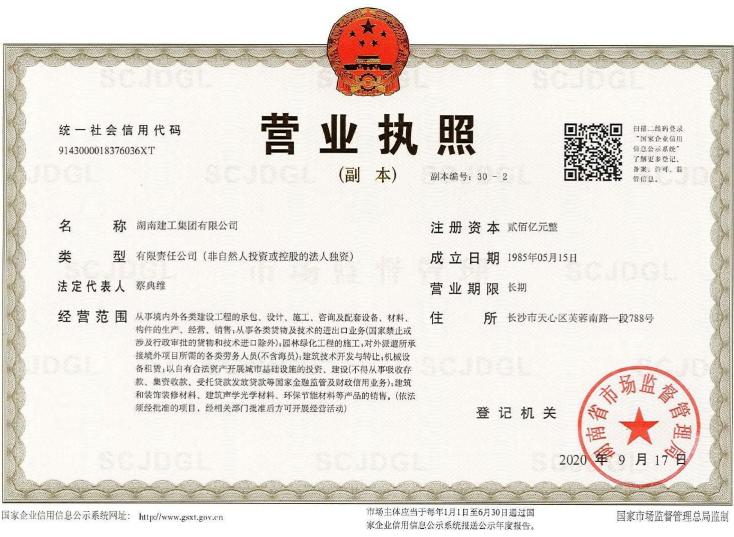 统一社会信用代码
91430000018376036XT
营业执照
(副 本)
副本编号: 30 - 2
扫描二维码登录
“国家企业信用
信息公示系统”
了解更多登记、
备案、许可、监
管信息。
名 称 湖南建工集团有限公司
类 型 有限责任公司(非自然人投资或控股的法人独资)
法定代表人 蔡典维
经营范围 从事境内外各类建设工程的承包、设计、施工、咨询及配套设备、材料、
构件的生产、经营、销售;从事各类货物及技术的进出口业务(国家禁止或
涉及行政审批的货物和技术进口除外);园林绿化工程的施工;对外派遣所承
接境外项目所需的各类劳务人员(不含海员);建筑技术开发与转让;机械设
备租赁;以自有合法资产开展城市基础设施的投资、建设(不得从事吸收存
款、集资收款、受托贷款发放贷款等国家金融监管及财政信用业务);建筑
和装饰装修材料、建筑声学光学材料、环保节能材料等产品的销售。(依法
须经批准的项目,经相关部门批准后方可开展经营活动)
注册资本 贰佰亿元整
成立日期 1985年05月15日
营业期限 长期
住 所 长沙市天心区芙蓉南路一段788号
登记机关
湖南省市场监督管理局
2020 年 9 月 17 日
国家企业信用信息公示系统网址: http://www.gsxt.gov.cn
市场主体应当于每年1月1日至6月30日通过国
家企业信用信息公示系统报送公示年度报告。
国家市场监督管理总局监制
SCJDGL
市场监督管理